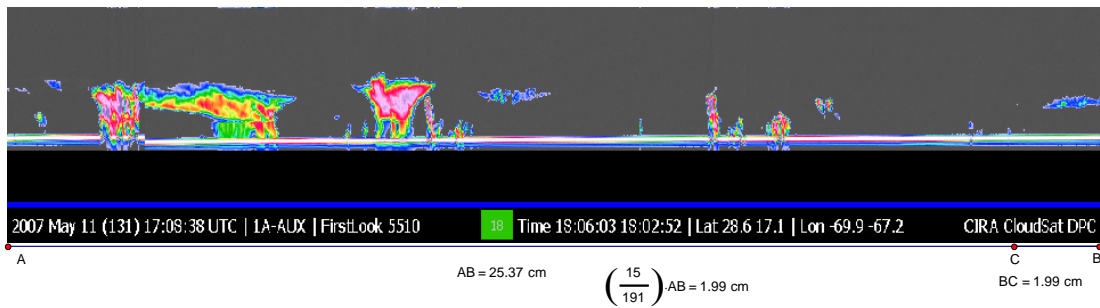 2007 May 11 (131) 17:09:38 UTC | 1A-AUX | FirstLook 5510 18 Time 18:06:03 18:02:52 | Lat 28.6 17.1 | Lon -69.9 -67.2 CIRA CloudSat DPC
A C B
AB = 25.37 cm (15/191)·AB = 1.99 cm BC = 1.99 cm